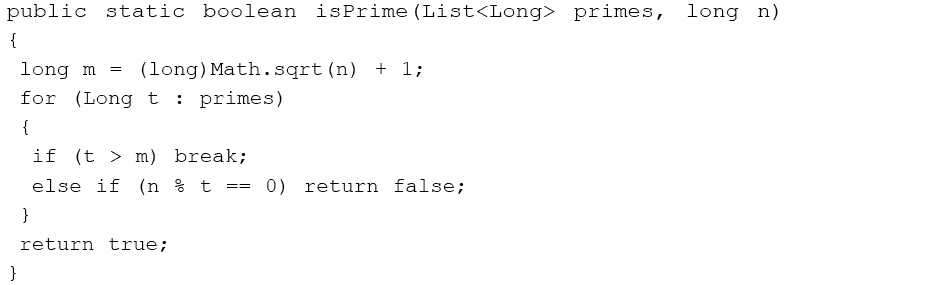 public static boolean isPrime(List<Long> primes, long n)
{
 long m = (long)Math.sqrt(n) + 1;
 for (Long t : primes)
 {
  if (t > m) break;
  else if (n % t == 0) return false;
 }
 return true;
}